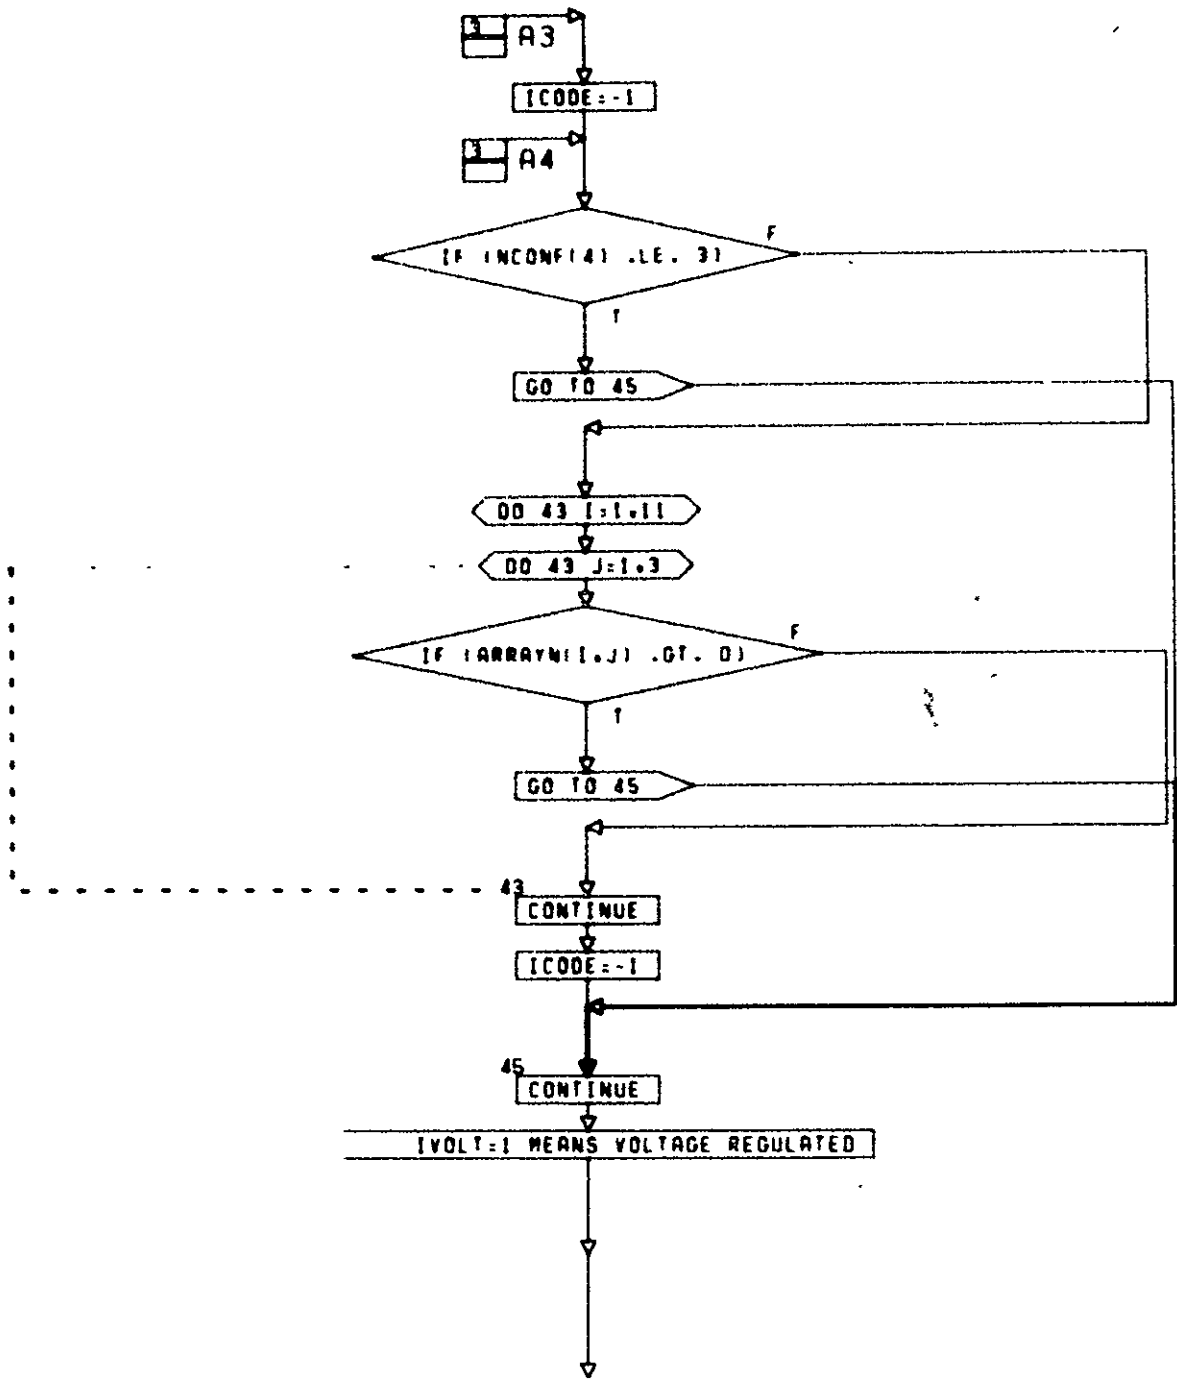 3
A3
ICODE=-1
3
A4
IF (NCONF(4) .LE. 3)
F
T
GO TO 45
DO 43 I=1,11
DO 43 J=1,3
IF (ARRAYN(I,J) .GT. 0)
F
T
GO TO 45
43
CONTINUE
ICODE=-1
45
CONTINUE
IVOLT=1 MEANS VOLTAGE REGULATED